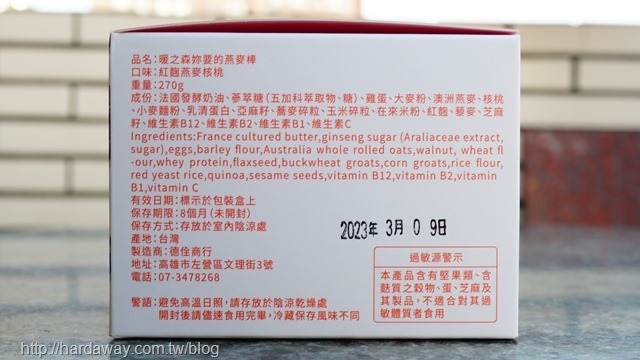 品名：暖之森妳要的燕麥棒
口味：紅麴燕麥核桃
重量：270g
成份：法國發酵奶油、蔘萃糖（五加科萃取物、糖）、雞蛋、大麥粉、澳洲燕麥、核桃
、小麥麵粉、乳清蛋白、亞麻籽、蕎麥碎粒、玉米碎粒、在來米粉、紅麴、藜麥、芝麻
籽、維生素B12、維生素B2、維生素B1、維生素C
Ingredients:France cultured butter,ginseng sugar (Araliaceae extract,
sugar),eggs,barley flour,Australia whole rolled oats,walnut, wheat fl
-our,whey protein,flaxseed,buckwheat groats,corn groats,rice flour,
red yeast rice,quinoa,sesame seeds,vitamin B12,vitamin B2,vitamin
B1,vitamin C
有效日期：標示於包裝盒上
保存期限：8個月（未開封）
保存方式：存放於室內陰涼處
產地：台灣
製造商：德佺商行
地址：高雄市左營區文理街3號
電話：07-3478268
警語：避免高溫日照，請存放於陰涼乾燥處
開封後請儘速食用完畢，冷藏保存風味不同
2023年 3月 0 9日
過敏源警示
本產品含有堅果類、含
麩質之穀物、蛋、芝麻及
其製品，不適合對其過
敏體質者食用
http://hardaway.com.tw/blog